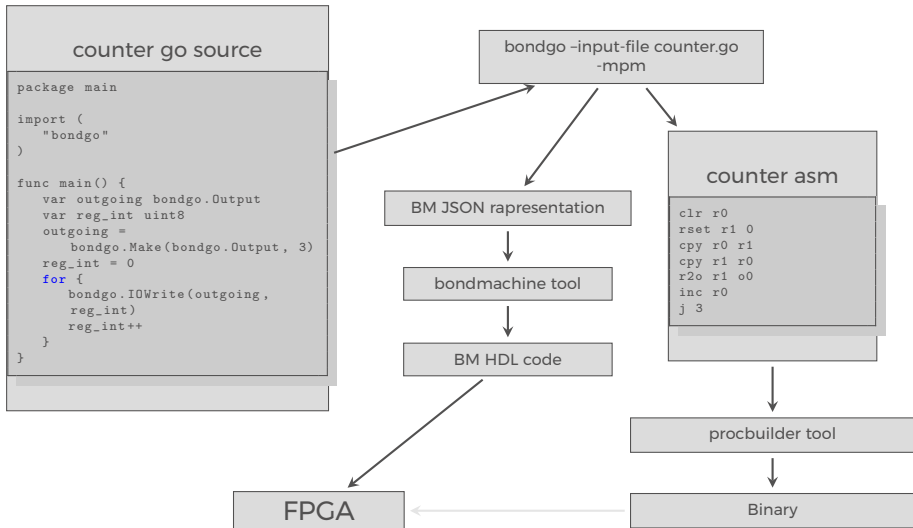 counter go source
package main
import (
"bondgo"
)
func main() {
var outgoing bondgo.Output
var reg_int uint8
outgoing =
bondgo.Make(bondgo.Output, 3)
reg_int = 0
for {
bondgo.IOWrite(outgoing,
reg_int)
reg_int++
}
}
bondgo –input-file counter.go
-mpm
BM JSON rapresentation
bondmachine tool
BM HDL code
FPGA
counter asm
clr r0
rset r1 0
cpy r0 r1
cpy r1 r0
r2o r1 o0
inc r0
j 3
procbuilder tool
Binary